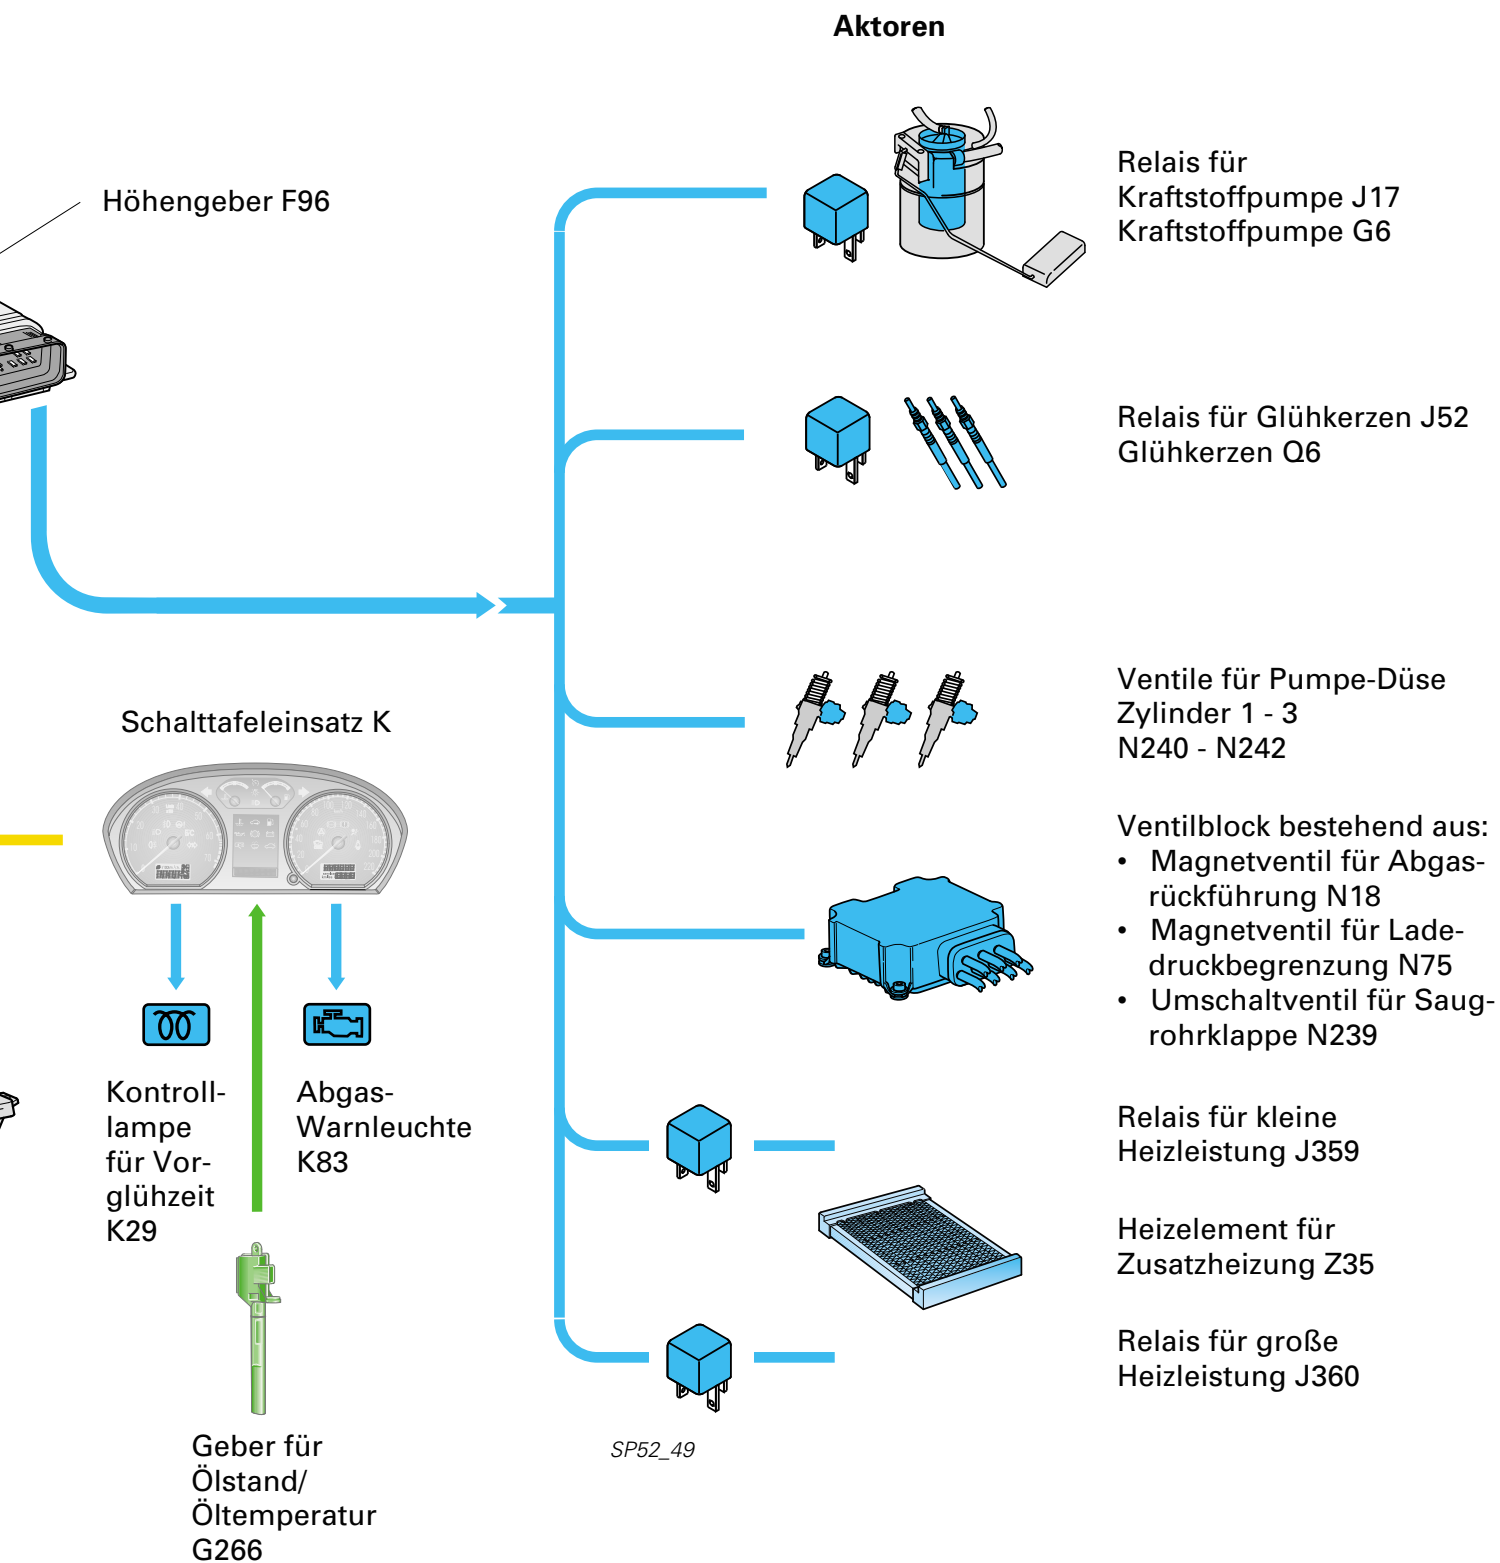 Aktoren
Höhengeber F96
Relais für
Kraftstoffpumpe J17
Kraftstoffpumpe G6
Relais für Glühkerzen J52
Glühkerzen Q6
Ventile für Pumpe-Düse
Zylinder 1 - 3
N240 - N242
Schalttafeleinsatz K
Ventilblock bestehend aus:
• Magnetventil für Abgas-
rückführung N18
• Magnetventil für Lade-
druckbegrenzung N75
• Umschaltventil für Saug-
rohrklappe N239
Kontroll-
lampe
für Vor-
glühzeit
K29
Abgas-
Warnleuchte
K83
Relais für kleine
Heizleistung J359
Heizelement für
Zusatzheizung Z35
Relais für große
Heizleistung J360
Geber für
Ölstand/
Öltemperatur
G266
SP52_49